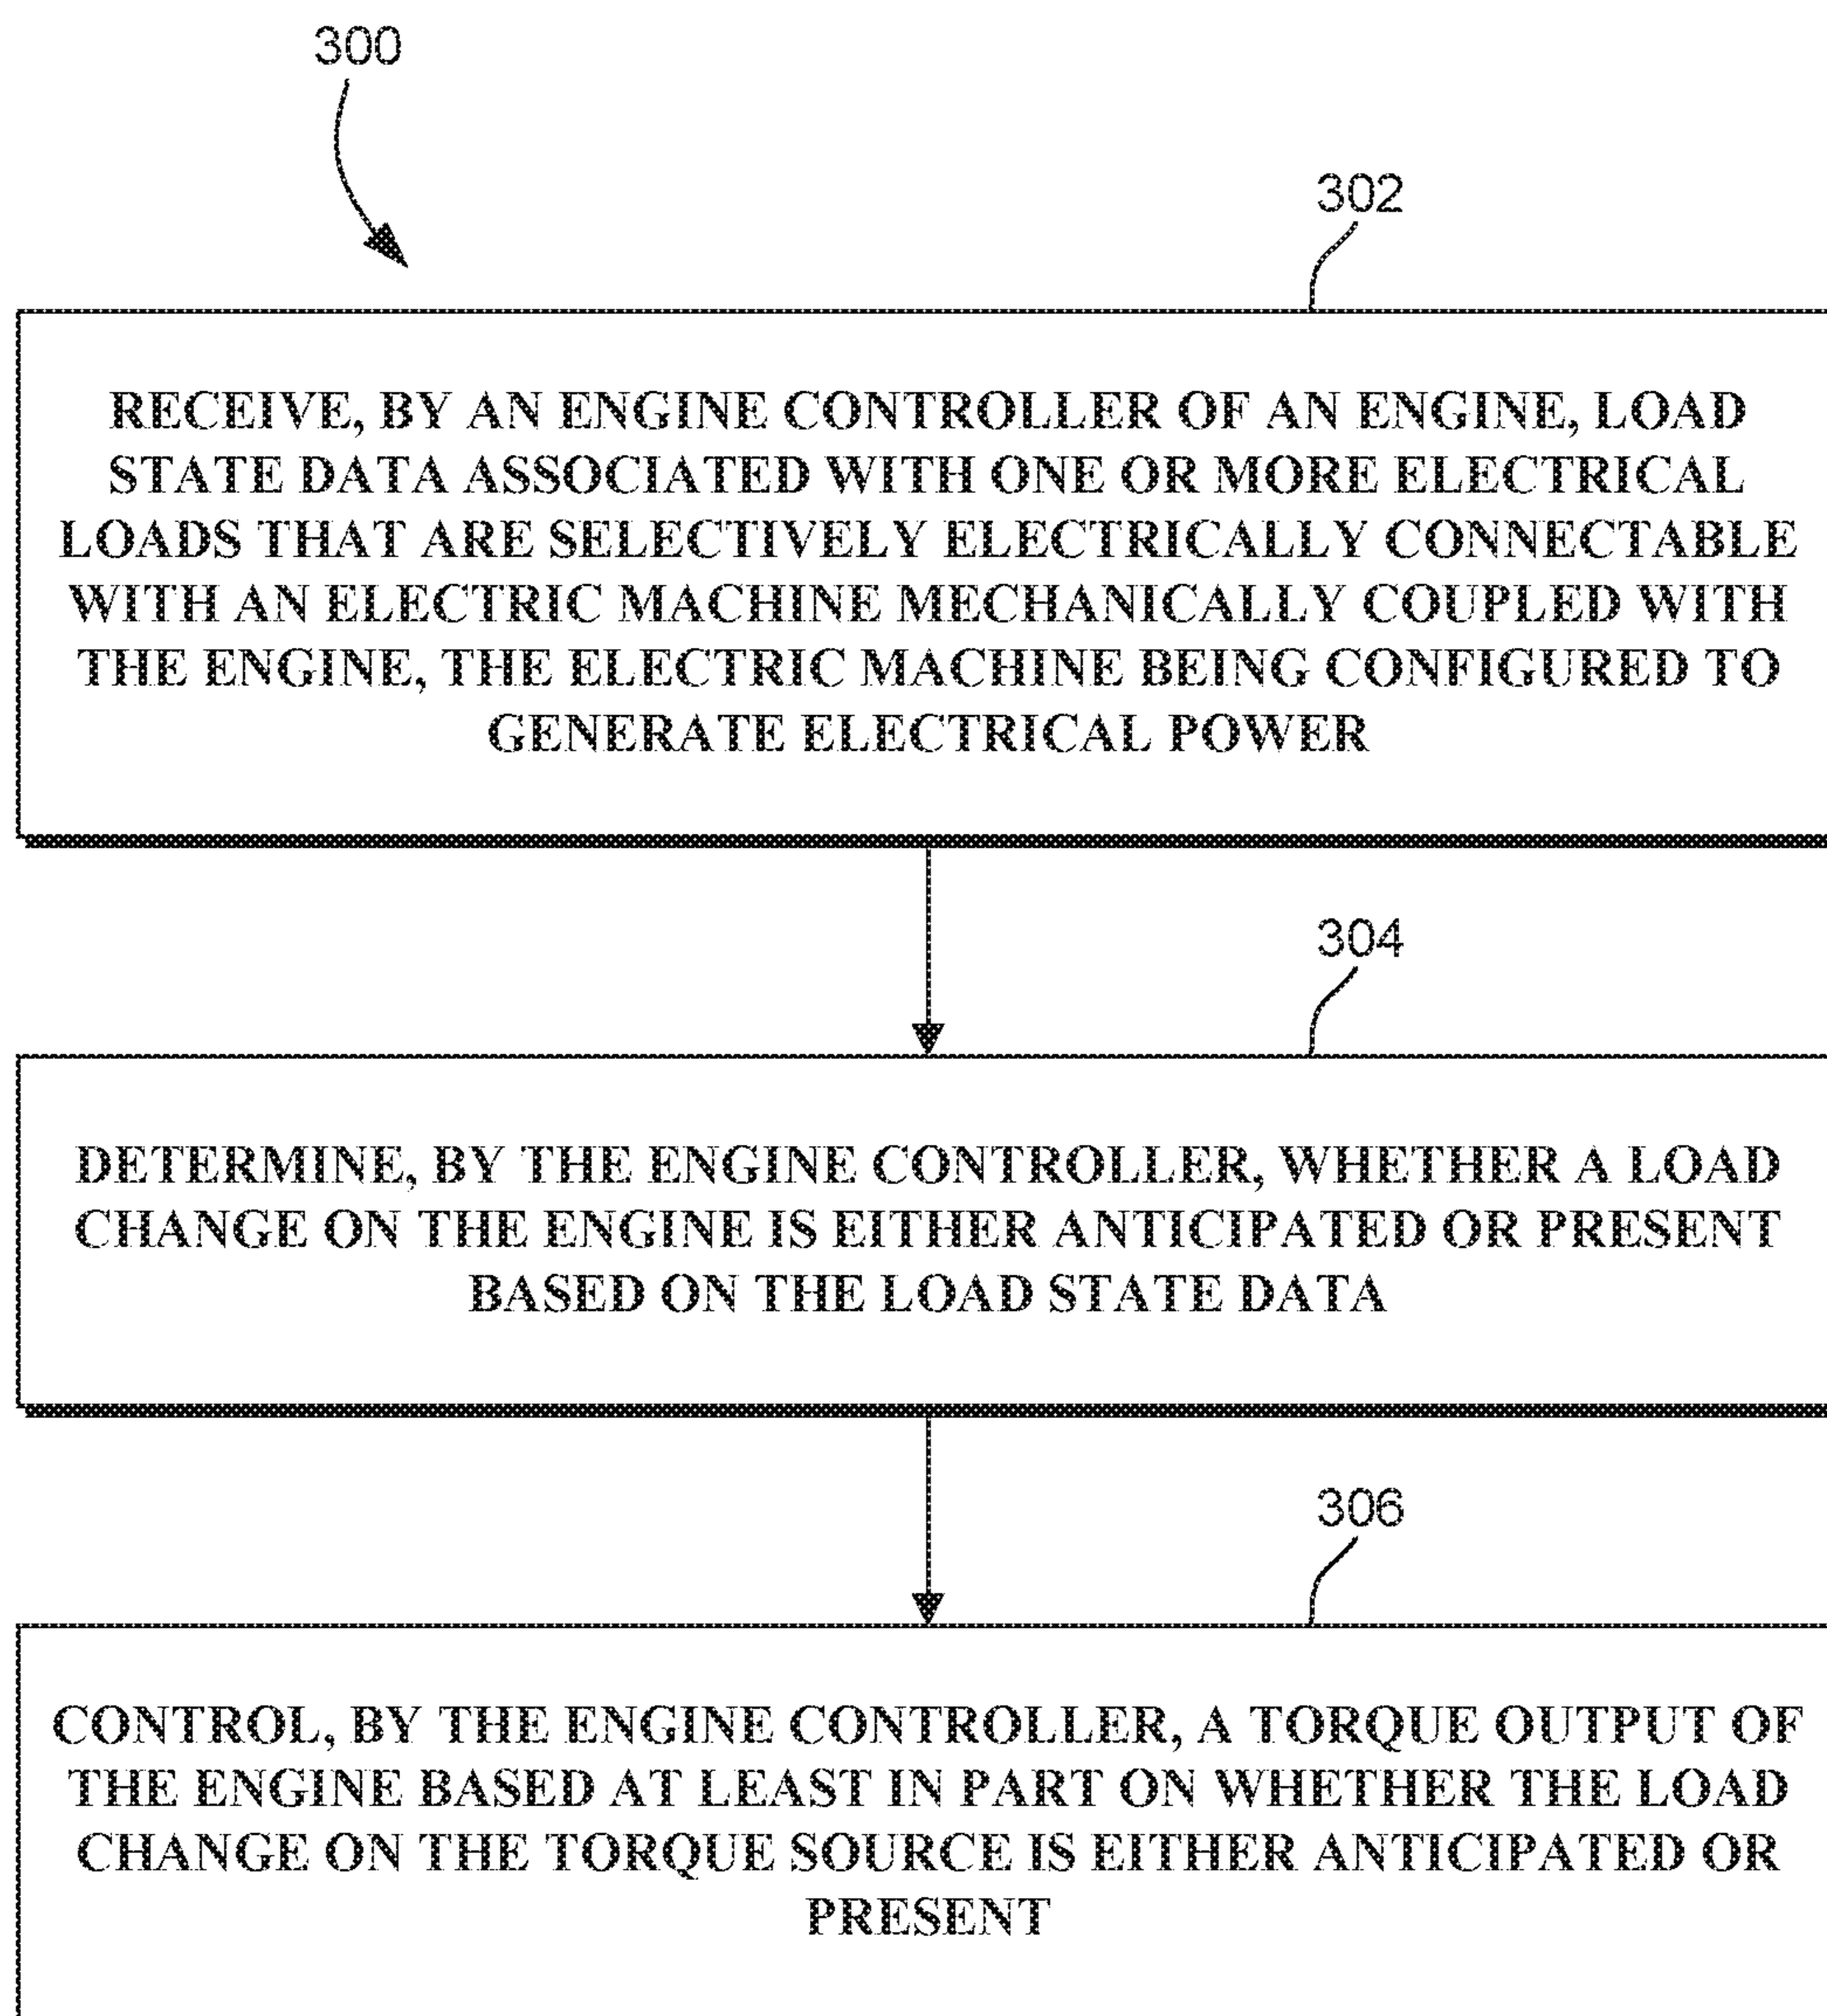 300
302
RECEIVE, BY AN ENGINE CONTROLLER OF AN ENGINE, LOAD
STATE DATA ASSOCIATED WITH ONE OR MORE ELECTRICAL
LOADS THAT ARE SELECTIVELY ELECTRICALLY CONNECTABLE
WITH AN ELECTRIC MACHINE MECHANICALLY COUPLED WITH
THE ENGINE, THE ELECTRIC MACHINE BEING CONFIGURED TO
GENERATE ELECTRICAL POWER
304
DETERMINE, BY THE ENGINE CONTROLLER, WHETHER A LOAD
CHANGE ON THE ENGINE IS EITHER ANTICIPATED OR PRESENT
BASED ON THE LOAD STATE DATA
306
CONTROL, BY THE ENGINE CONTROLLER, A TORQUE OUTPUT OF
THE ENGINE BASED AT LEAST IN PART ON WHETHER THE LOAD
CHANGE ON THE TORQUE SOURCE IS EITHER ANTICIPATED OR
PRESENT